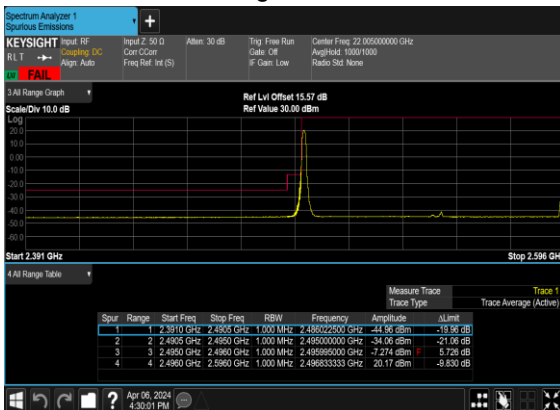 Spectrum Analyzer 1
Spurious Emissions
KEYSIGHT
Input: RF
Coupling: DC
Align: Auto
Input Z: 50 Ω
Corr CCorr
Freq Ref: Int (S)
Atten: 30 dB
Trig: Free Run
Gate: Off
IF Gain: Low
Center Freq: 22.005000000 GHz
Avg|Hold: 1000/1000
Radio Std: None
R L T
LV FAIL
3 All Range Graph
Scale/Div 10.0 dB
Ref Lvl Offset 15.57 dB
Ref Value 30.00 dBm
Log
20.0
10.0
0.00
-10.0
-20.0
-30.0
-40.0
-50.0
-60.0
Start 2.391 GHz
Stop 2.596 GH
4 All Range Table
Measure Trace Trace 1
Trace Type Trace Average (Active)
Spur Range Start Freq Stop Freq RBW Frequency Amplitude ΔLimit
1 1 2.3910 GHz 2.4905 GHz 1.000 MHz 2.486022500 GHz -44.96 dBm -19.96 dB
2 2 2.4905 GHz 2.4950 GHz 1.000 MHz 2.495000000 GHz -34.06 dBm -21.06 dB
3 3 2.4950 GHz 2.4960 GHz 1.000 MHz 2.495995000 GHz -7.274 dBm F 5.726 dB
4 4 2.4960 GHz 2.5960 GHz 1.000 MHz 2.496833333 GHz 20.17 dBm -9.830 dB
?
Apr 06, 2024
4:30:01 PM